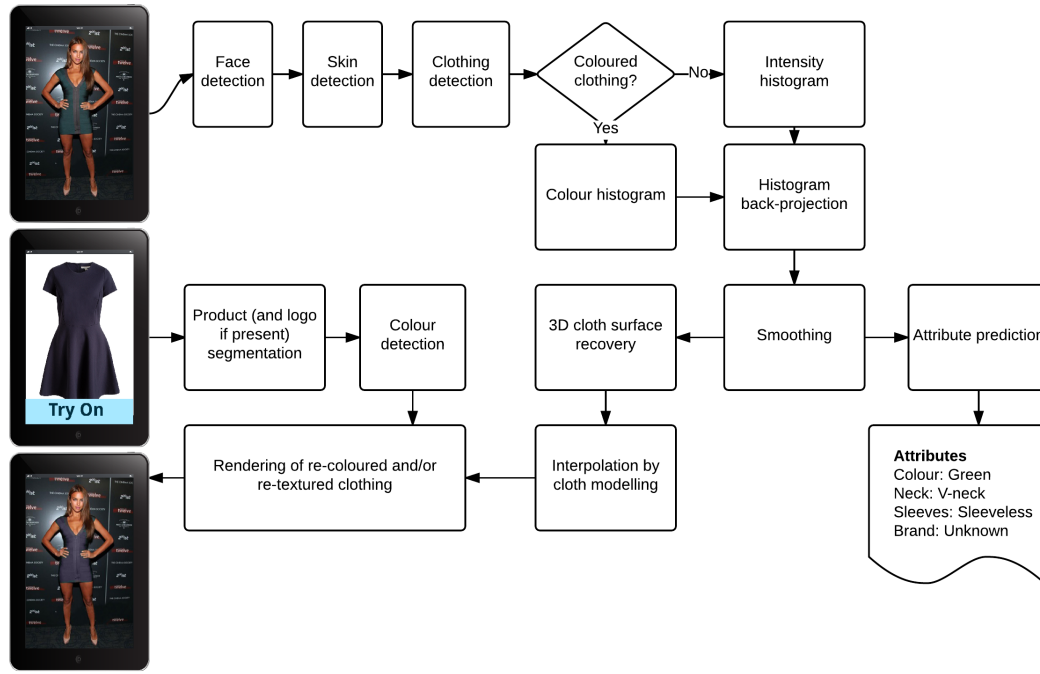 Face
detection
Skin
detection
Clothing
detection
Coloured
clothing?
No
Intensity
histogram
Yes
Colour histogram
Histogram
back-projection
Product (and logo
if present)
segmentation
Colour
detection
3D cloth surface
recovery
Smoothing
Attribute prediction
Try On
Rendering of re-coloured and/or
re-textured clothing
Interpolation by
cloth modelling
Attributes
Colour: Green
Neck: V-neck
Sleeves: Sleeveless
Brand: Unknown